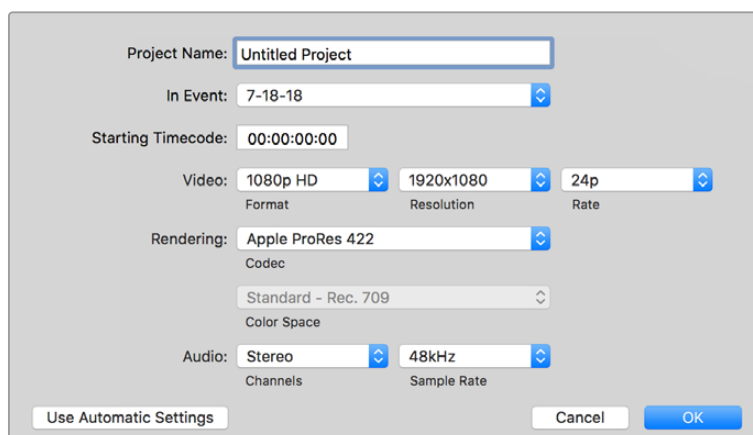 Project Name: Untitled Project
In Event: 7-18-18
Starting Timecode: 00:00:00:00
Video: 1080p HD 1920x1080 24p
Format Resolution Rate
Rendering: Apple ProRes 422
Codec
Standard - Rec. 709
Color Space
Audio: Stereo 48kHz
Channels Sample Rate
Use Automatic Settings Cancel OK